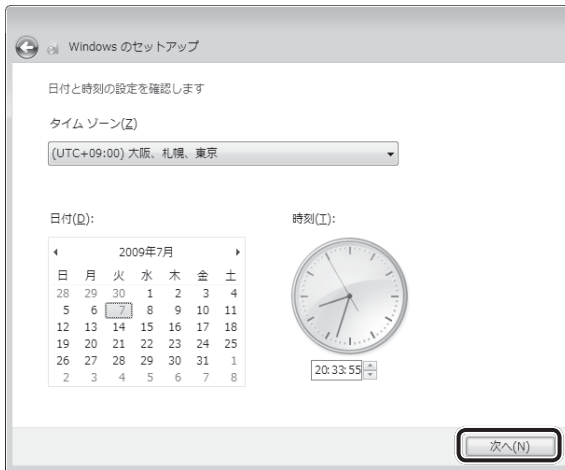 Windows のセットアップ
日付と時刻の設定を確認します
タイム ゾーン(Z)
(UTC+09:00) 大阪、札幌、東京
日付(D):
時刻(T):
2009年7月
日 月 火 水 木 金 土
28 29 30 1 2 3 4
5 6 7 8 9 10 11
12 13 14 15 16 17 18
19 20 21 22 23 24 25
26 27 28 29 30 31 1
2 3 4 5 6 7 8
20:33:55
次へ(N)